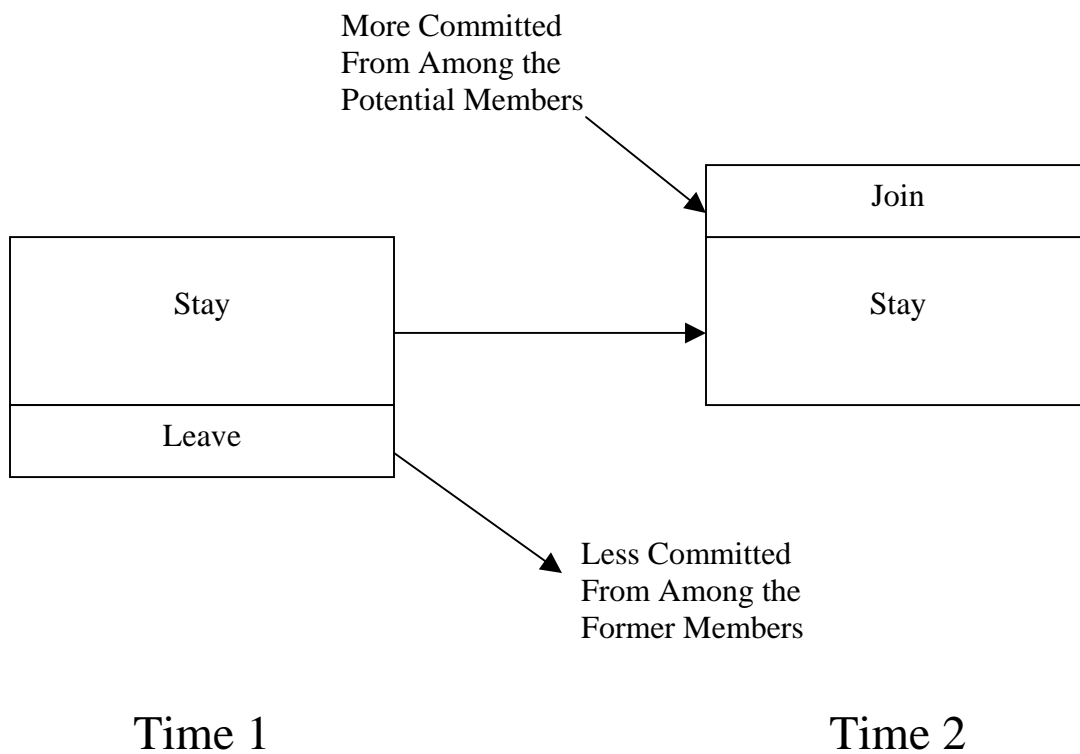 More Committed
From Among the
Potential Members
Join
Stay
Stay
Leave
Less Committed
From Among the
Former Members
Time 1
Time 2